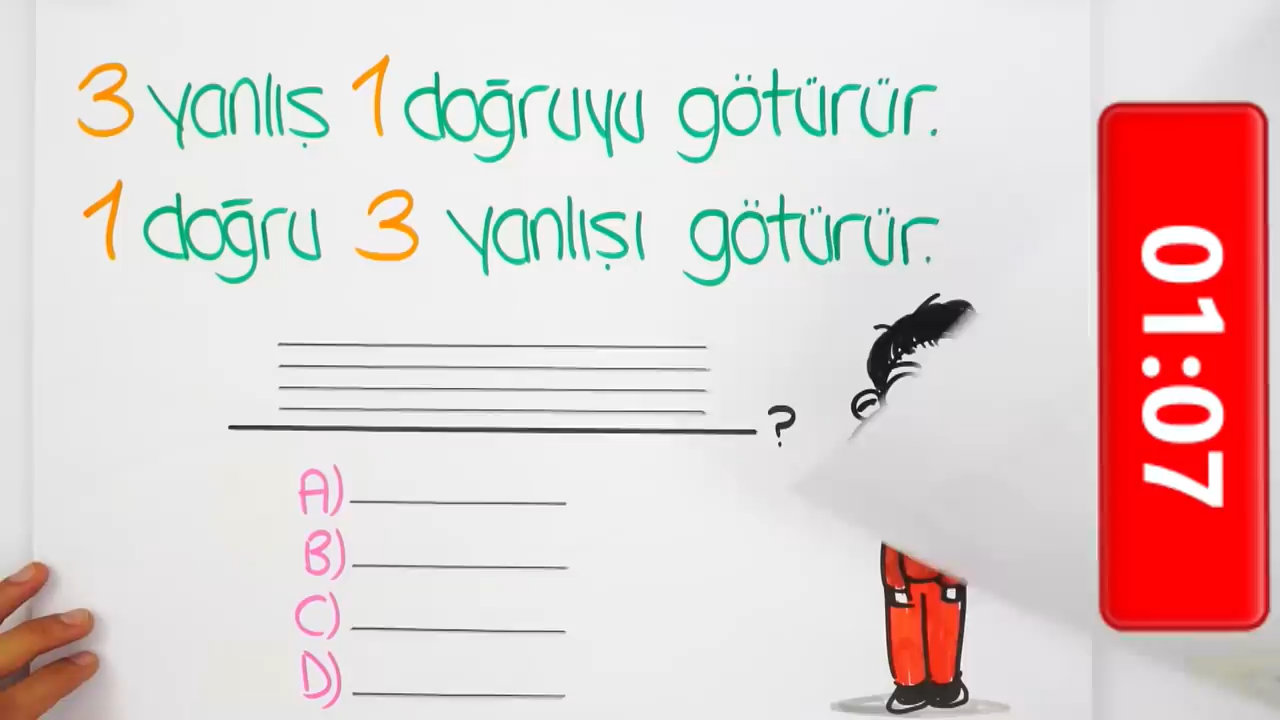 3 yanlış 1 doğruyu götürür.
1 doğru 3 yanlışı götürür.
?
A)
B)
C)
D)
01:07